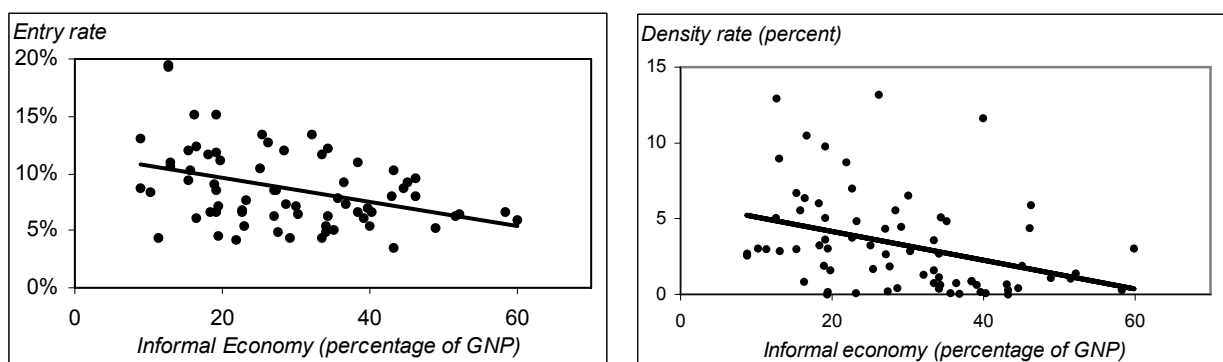 Entry rate
20%
15%
10%
5%
0%
0 20 40 60
Informal Economy (percentage of GNP)
Density rate (percent)
15
10
5
0
0 20 40 60
Informal economy (percentage of GNP)